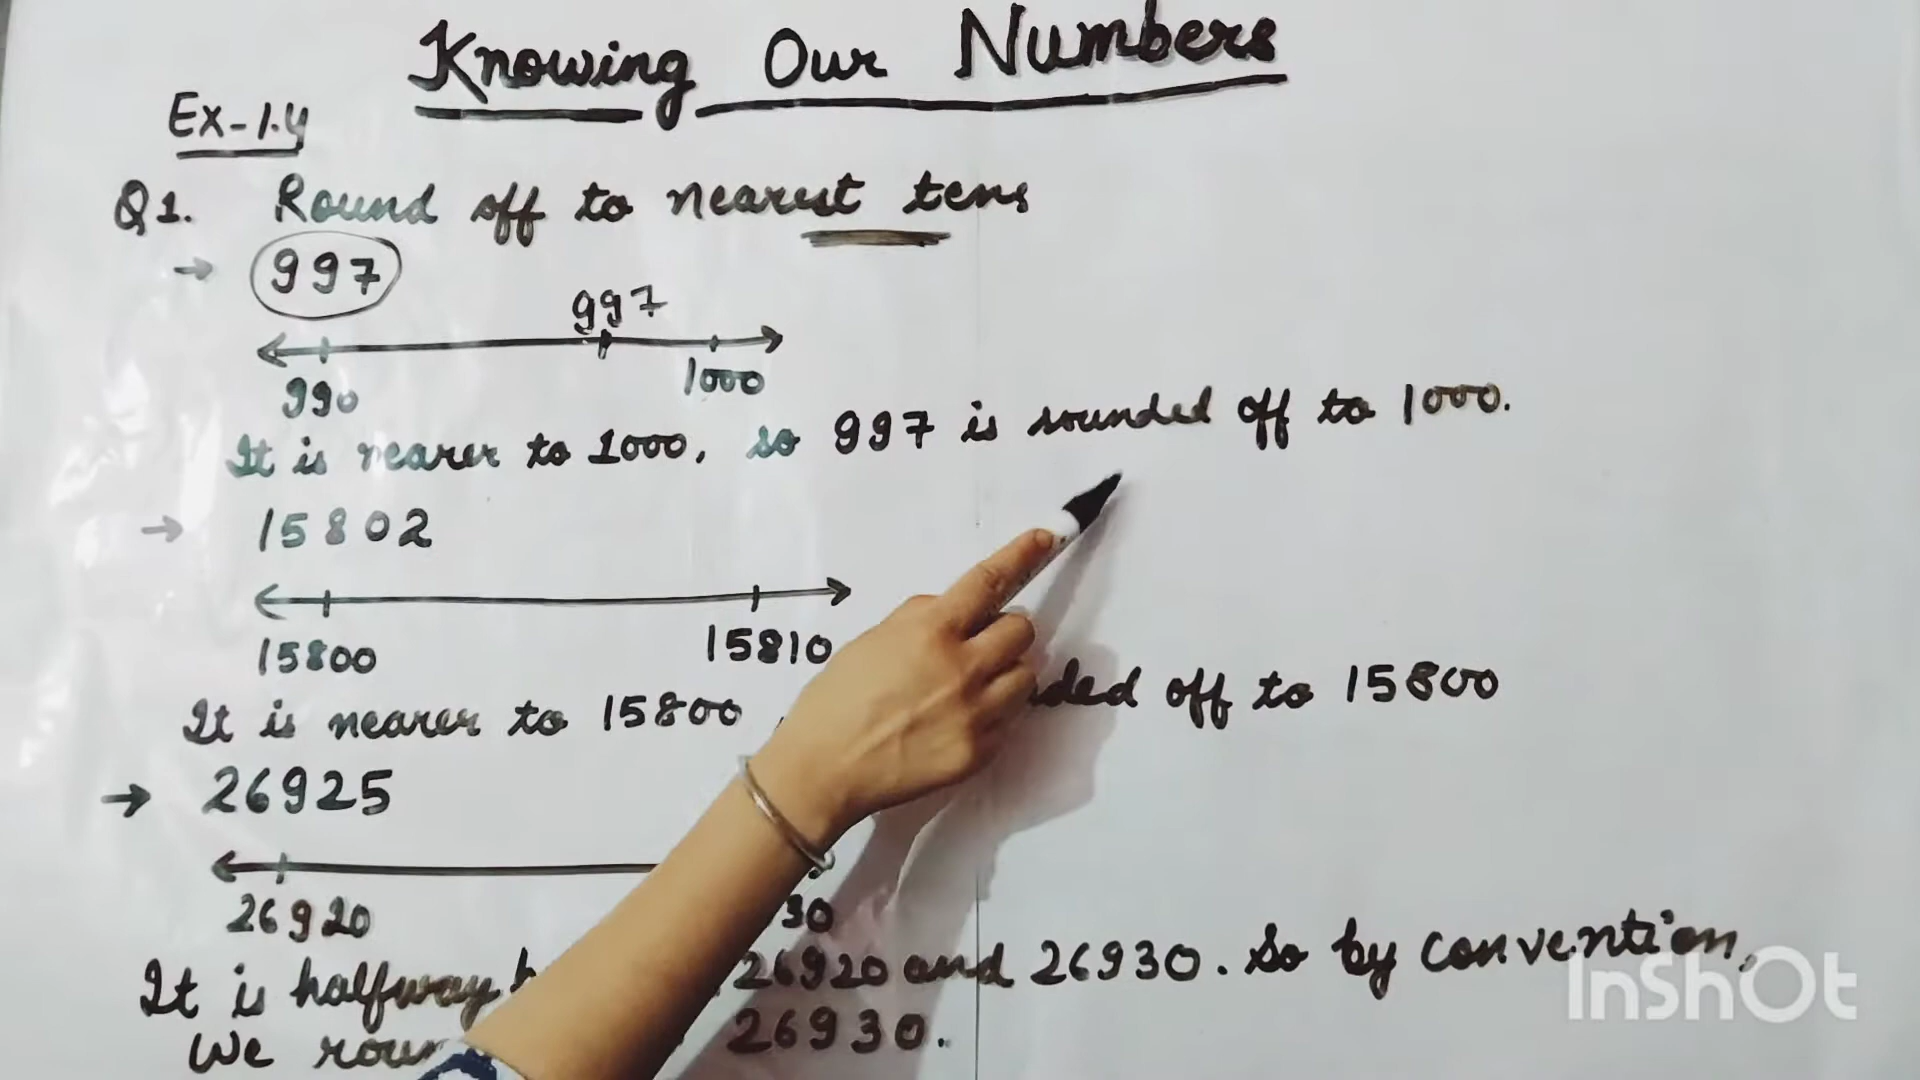 Knowing Our Numbers
Ex-1.4
Q1. Round off to nearest tens
→ 997
997
990 1000
It is nearer to 1000, so 997 is rounded off to 1000.
→ 15802
15800 15810
It is nearer to 15800 off to 15800
→ 26925
26920 30
It is halfway 26920 and 26930. So by convention,
We 26930.
InShOt